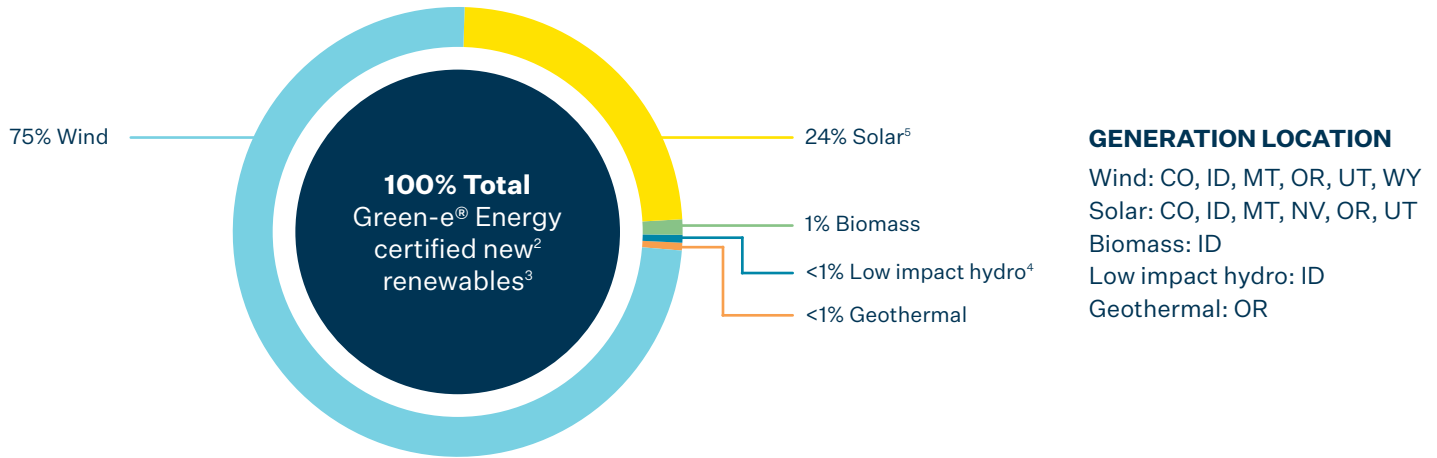 75% Wind
100% Total
Green-e® Energy
certified new²
renewables³
24% Solar⁵
1% Biomass
<1% Low impact hydro⁴
<1% Geothermal
GENERATION LOCATION
Wind: CO, ID, MT, OR, UT, WY
Solar: CO, ID, MT, NV, OR, UT
Biomass: ID
Low impact hydro: ID
Geothermal: OR